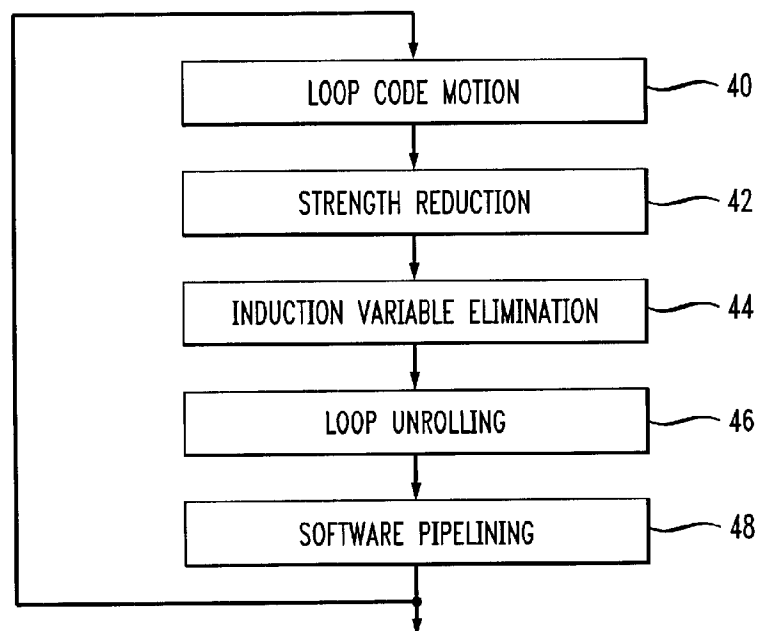 LOOP CODE MOTION 40
STRENGTH REDUCTION 42
INDUCTION VARIABLE ELIMINATION 44
LOOP UNROLLING 46
SOFTWARE PIPELINING 48